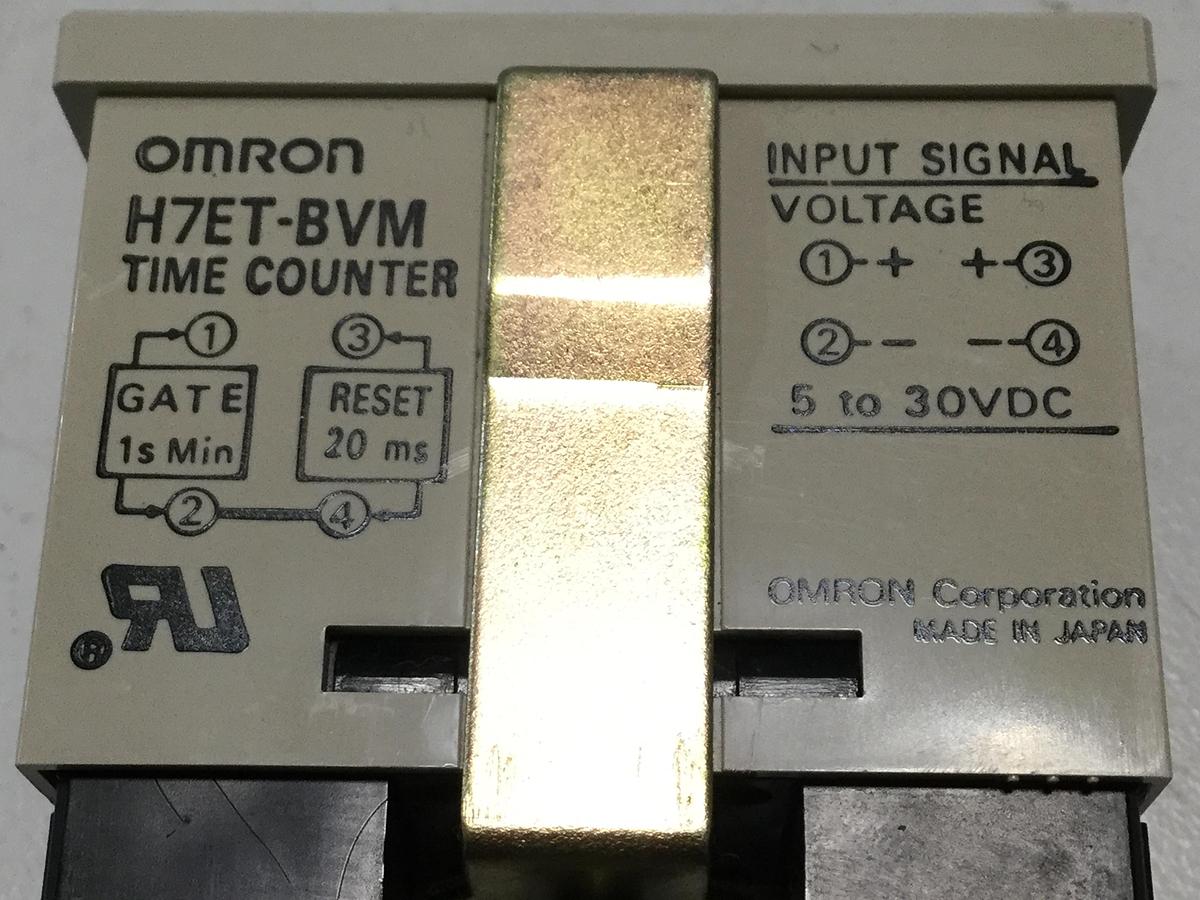 OMRON
H7ET-BVM
TIME COUNTER
1 3
GATE
1s Min
RESET
20 ms
2 4
RU
®
INPUT SIGNAL
VOLTAGE
1 + + 3
2 − − 4
5 to 30VDC
OMRON Corporation
MADE IN JAPAN